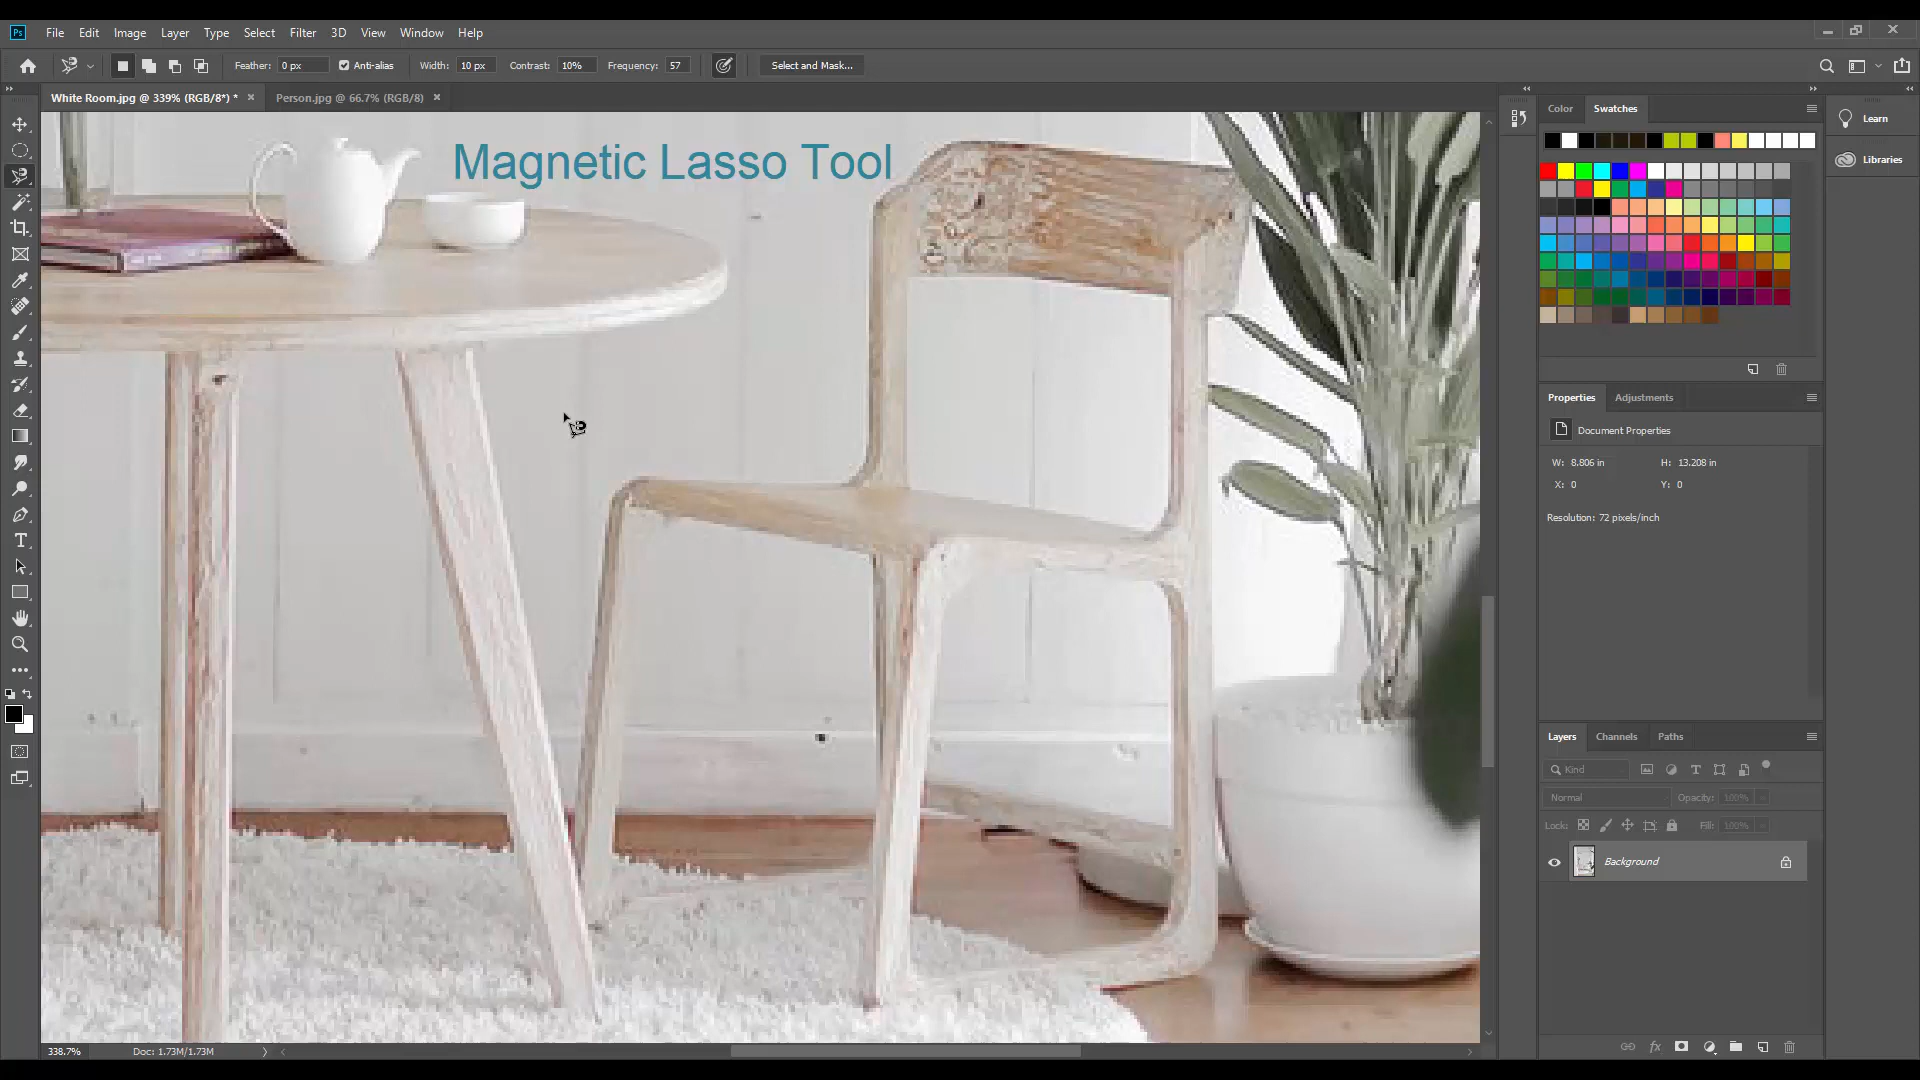 Ps File Edit Image Layer Type Select Filter 3D View Window Help
Feather: 0 px Anti-alias Width: 10 px Contrast: 10% Frequency: 57 Select and Mask...
White Room.jpg @ 339% (RGB/8*) * × Person.jpg @ 66.7% (RGB/8) ×
Magnetic Lasso Tool
Color Swatches
Learn
Libraries
Properties Adjustments
Document Properties
W: 8.806 in H: 13.208 in
X: 0 Y: 0
Resolution: 72 pixels/inch
Layers Channels Paths
Kind
Normal Opacity: 100%
Lock: Fill: 100%
Background
338.7% Doc: 1.73M/1.73M
fx